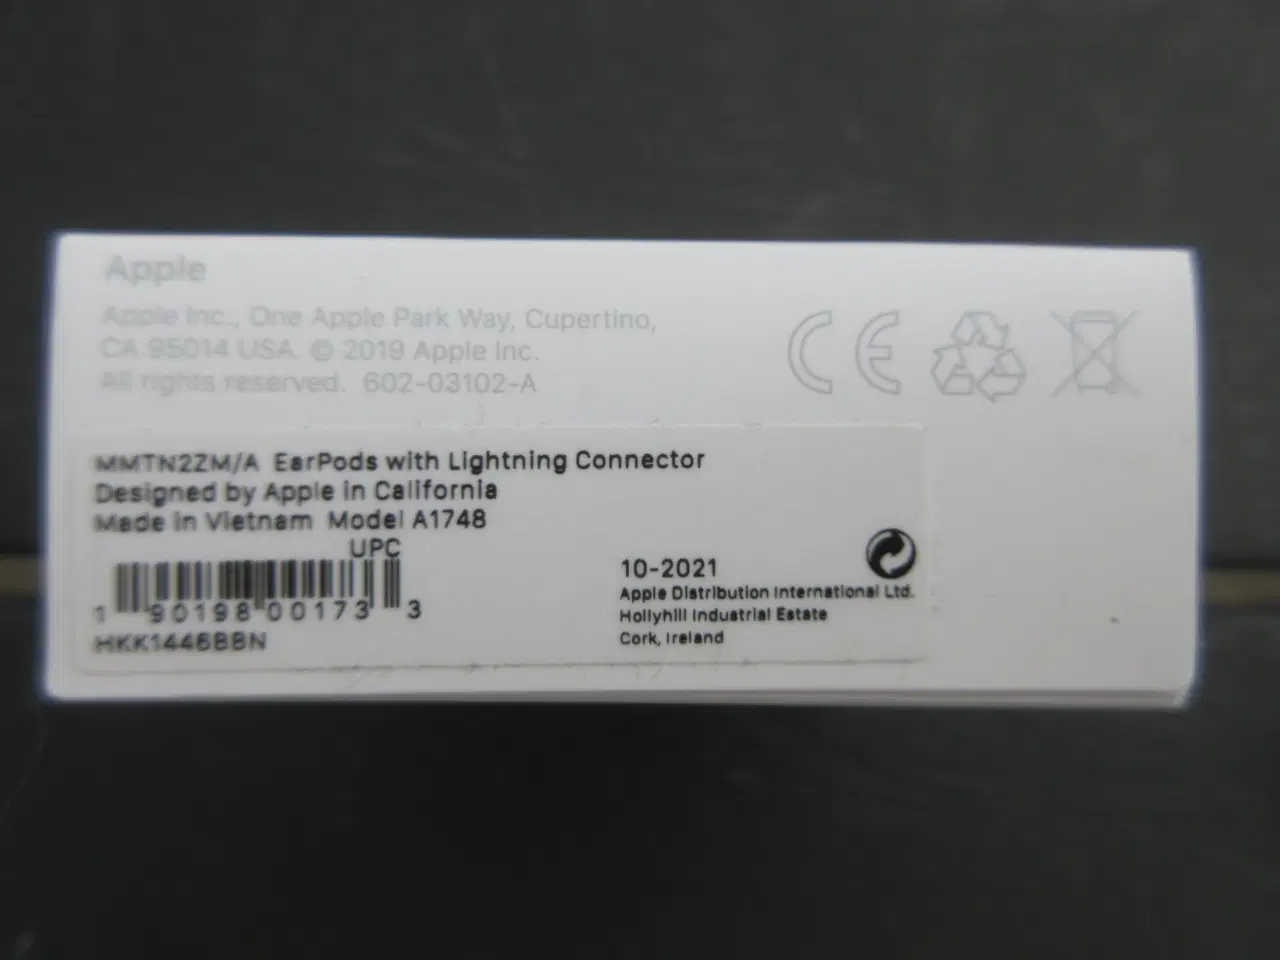 Apple
Apple Inc., One Apple Park Way, Cupertino,
CA 95014 USA. © 2019 Apple Inc.
All rights reserved. 602-03102-A
CE
MMTN2ZM/A EarPods with Lightning Connector
Designed by Apple in California
Made in Vietnam Model A1748
UPC
1 90198 00173 3
HKK1446BBN
10-2021
Apple Distribution International Ltd.
Hollyhill Industrial Estate
Cork, Ireland